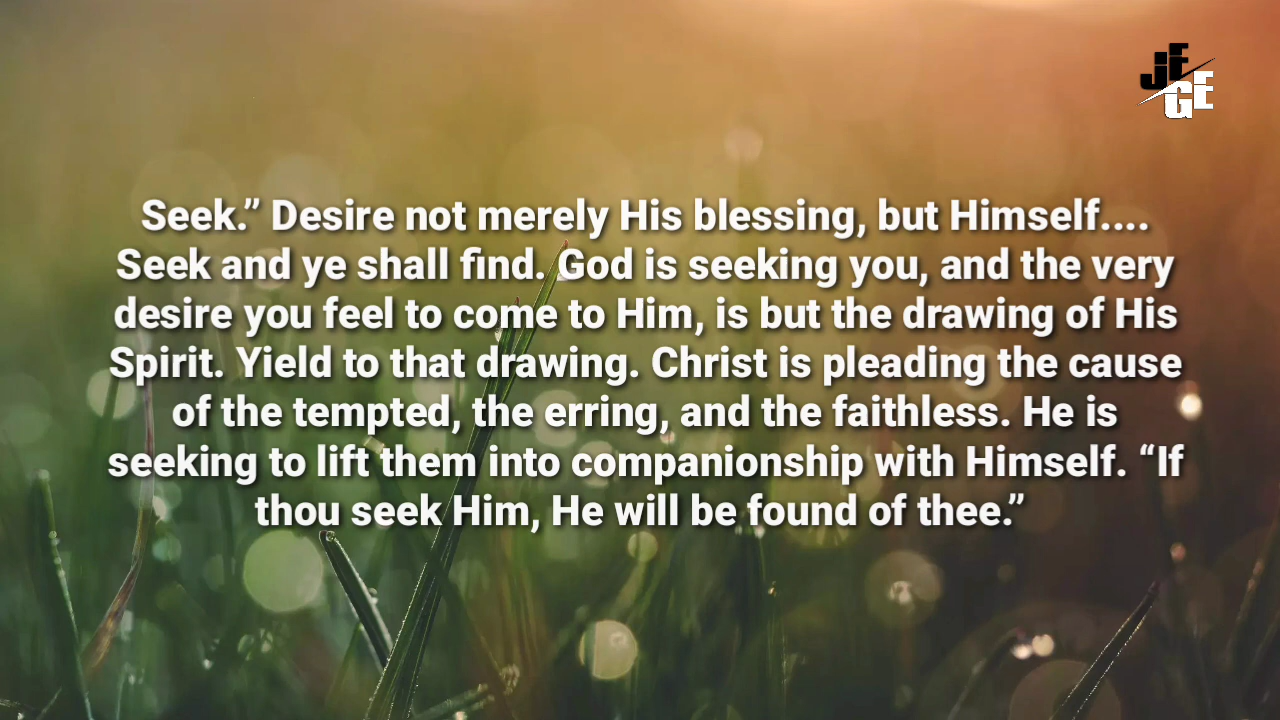 JF
GFE
Seek.” Desire not merely His blessing, but Himself....
Seek and ye shall find. God is seeking you, and the very
desire you feel to come to Him, is but the drawing of His
Spirit. Yield to that drawing. Christ is pleading the cause
of the tempted, the erring, and the faithless. He is
seeking to lift them into companionship with Himself. “If
thou seek Him, He will be found of thee.”